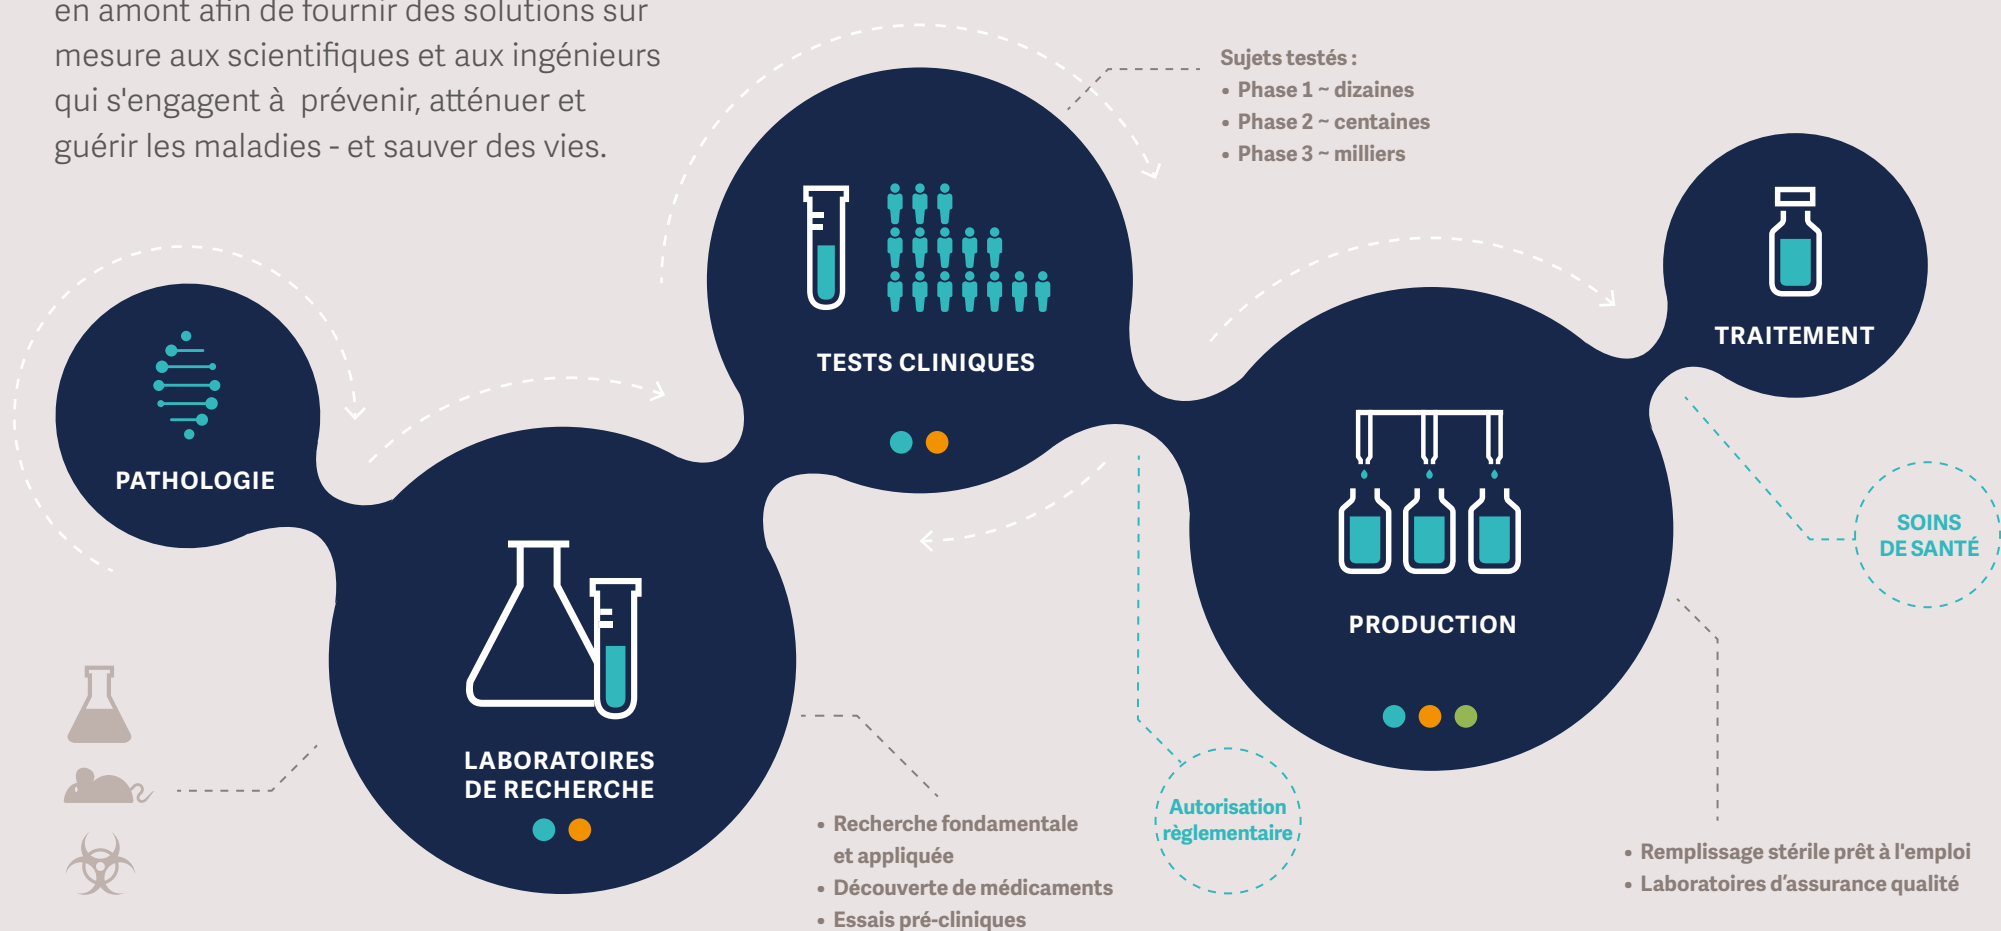 en amont afin de fournir des solutions sur
mesure aux scientifiques et aux ingénieurs
qui s'engagent à  prévenir, atténuer et
guérir les maladies - et sauver des vies.
Sujets testés :
• Phase 1 ~ dizaines
• Phase 2 ~ centaines
• Phase 3 ~ milliers
TRAITEMENT
TESTS CLINIQUES
PATHOLOGIE
SOINS
DE SANTÉ
PRODUCTION
LABORATOIRES
DE RECHERCHE
Autorisation
règlementaire
• Recherche fondamentale
et appliquée
• Découverte de médicaments
• Essais pré-cliniques
• Remplissage stérile prêt à l'emploi
• Laboratoires d’assurance qualité